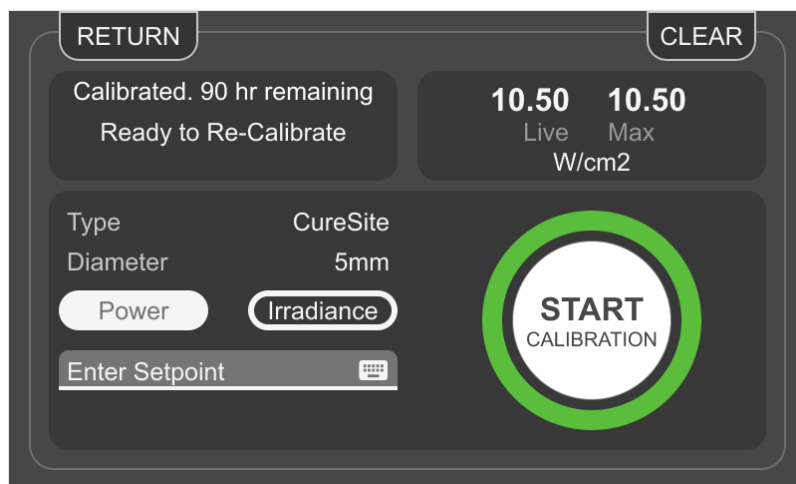 RETURN
CLEAR
Calibrated. 90 hr remaining
Ready to Re-Calibrate
10.50 10.50
Live Max
W/cm2
Type CureSite
Diameter 5mm
Power Irradiance
Enter Setpoint
START
CALIBRATION